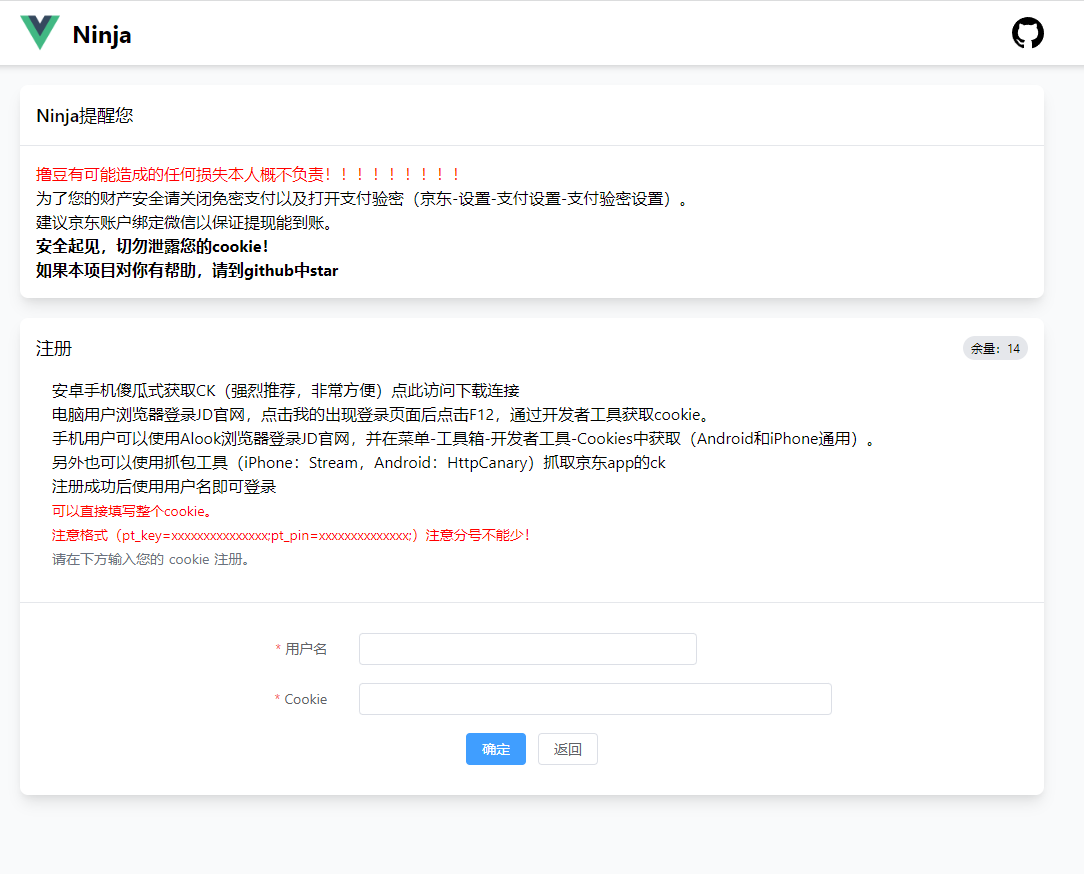 Ninja
Ninja提醒您
撸豆有可能造成的任何损失本人概不负责！！！！！！！！！
为了您的财产安全请关闭免密支付以及打开支付验密（京东-设置-支付设置-支付验密设置）。
建议京东账户绑定微信以保证提现能到账。
安全起见，切勿泄露您的cookie！
如果本项目对你有帮助，请到github中star
注册
余量：14
安卓手机傻瓜式获取CK（强烈推荐，非常方便）点此访问下载连接
电脑用户浏览器登录JD官网，点击我的出现登录页面后点击F12，通过开发者工具获取cookie。
手机用户可以使用Alook浏览器登录JD官网，并在菜单-工具箱-开发者工具-Cookies中获取（Android和iPhone通用）。
另外也可以使用抓包工具（iPhone：Stream，Android：HttpCanary）抓取京东app的ck
注册成功后使用用户名即可登录
可以直接填写整个cookie。
注意格式（pt_key=xxxxxxxxxxxxxxx;pt_pin=xxxxxxxxxxxxxx;）注意分号不能少！
请在下方输入您的 cookie 注册。
* 用户名
* Cookie
确定
返回